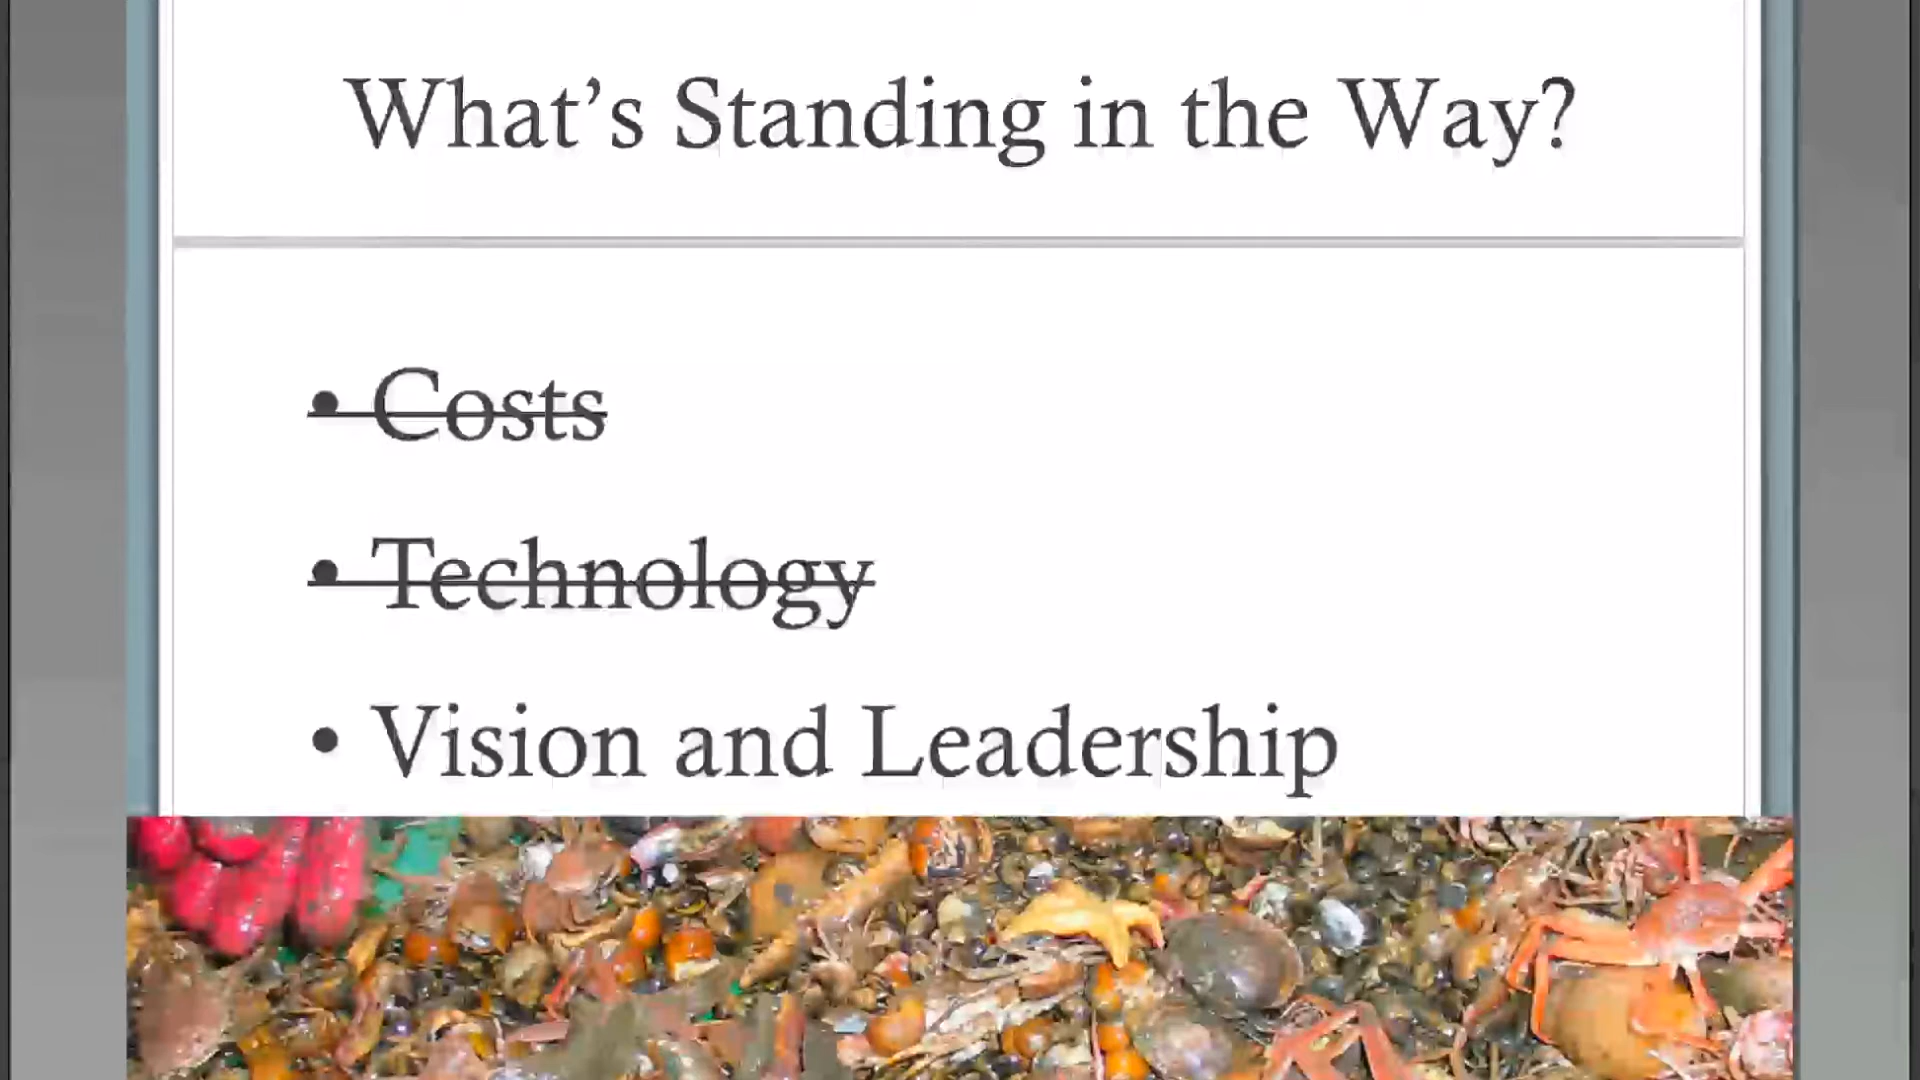 What’s Standing in the Way?
• Costs
• Technology
• Vision and Leadership